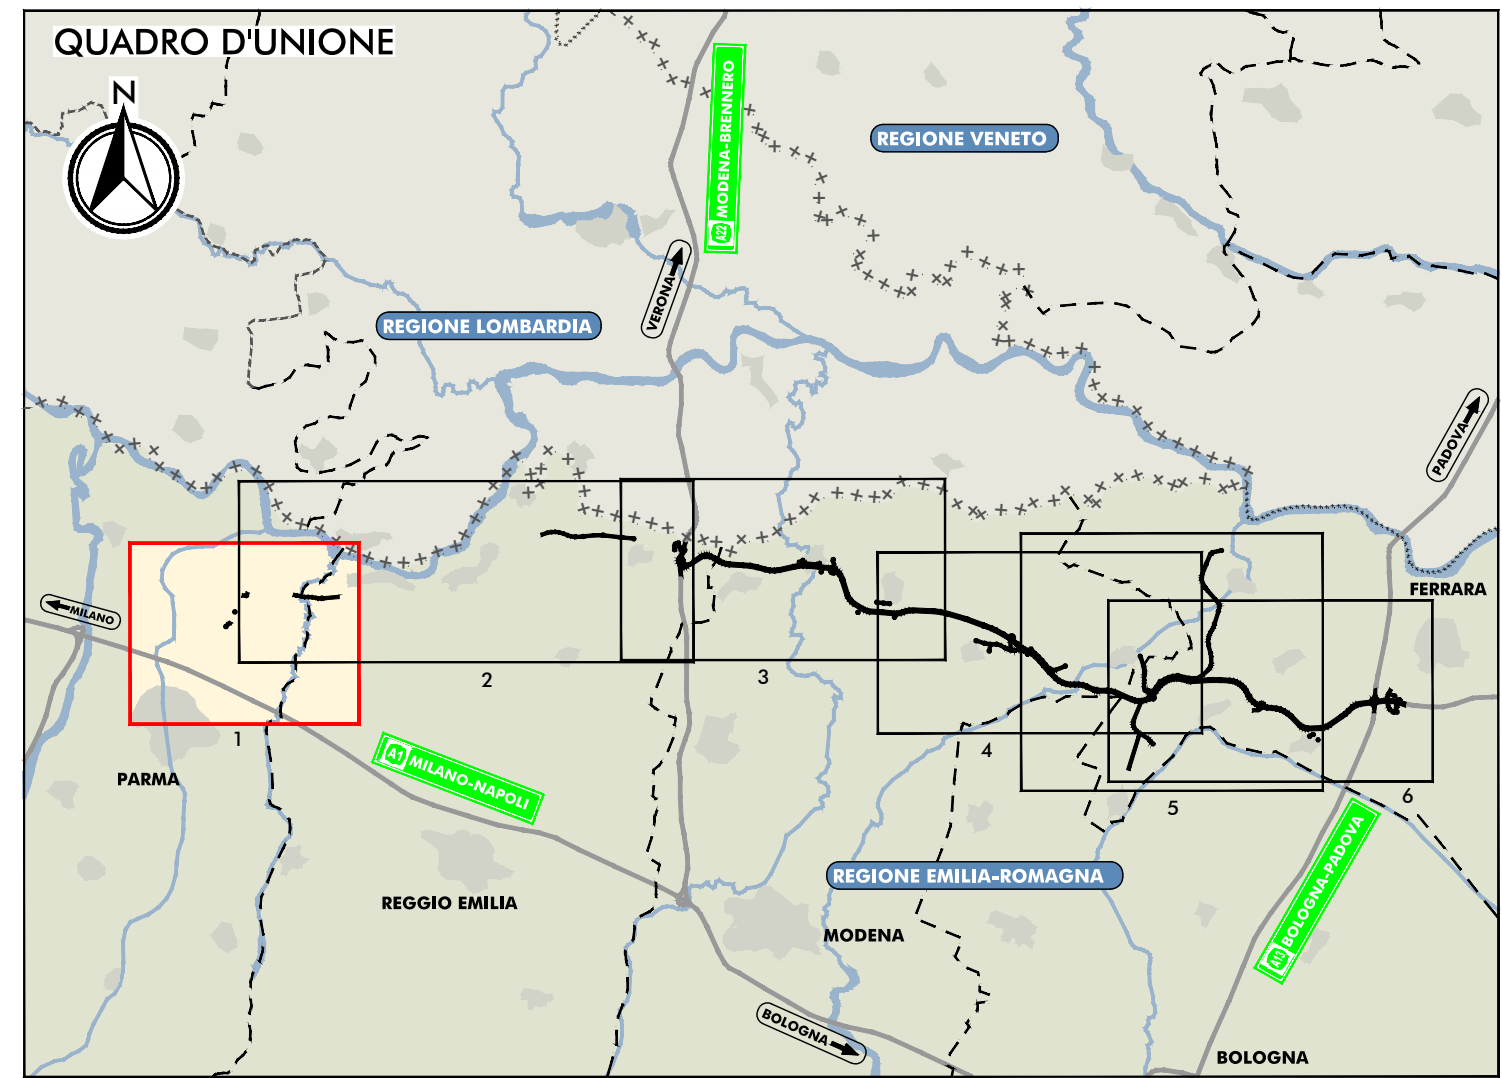 QUADRO D'UNIONE
N
A22 MODENA-BRENNERO
REGIONE VENETO
VERONA
REGIONE LOMBARDIA
PADOVA
MILANO
FERRARA
1
2
3
4
5
6
PARMA
A1 MILANO-NAPOLI
REGGIO EMILIA
REGIONE EMILIA-ROMAGNA
MODENA
A13 BOLOGNA-PADOVA
BOLOGNA
BOLOGNA